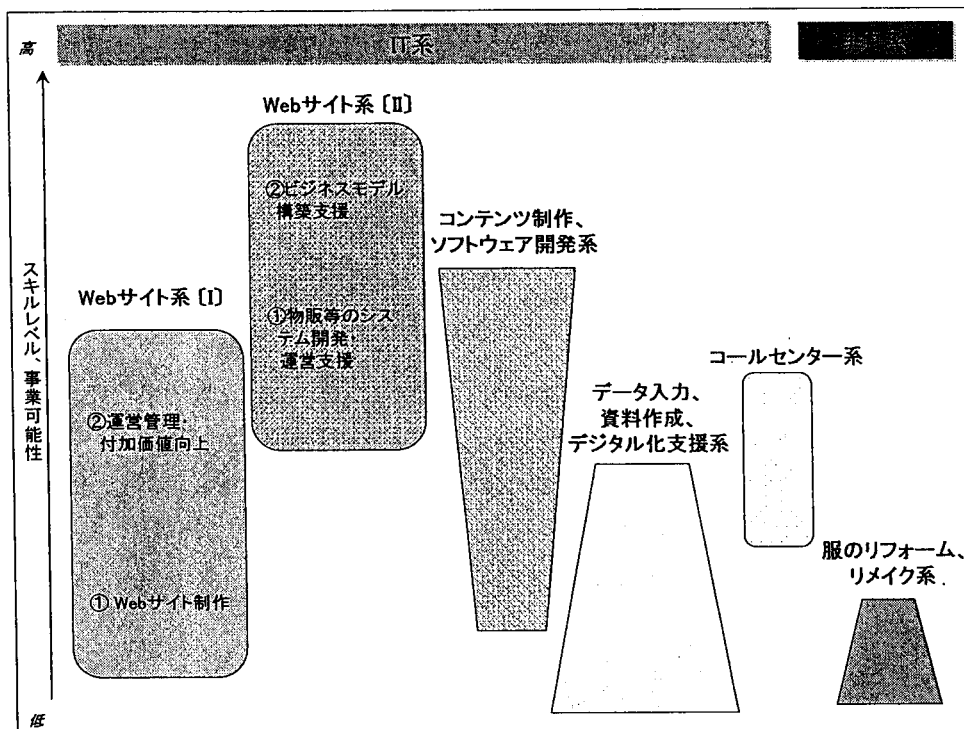 高
IT系
Webサイト系〔II〕
②ビジネスモデル
構築支援
コンテンツ制作、
ソフトウェア開発系
Webサイト系〔I〕
①物販等のシス
テム開発・
運営支援
スキルレベル、事業可能性
コールセンター系
データ入力、
資料作成、
デジタル化支援系
②運営管理・
付加価値向上
服のリフォーム、
リメイク系
①Webサイト制作
低